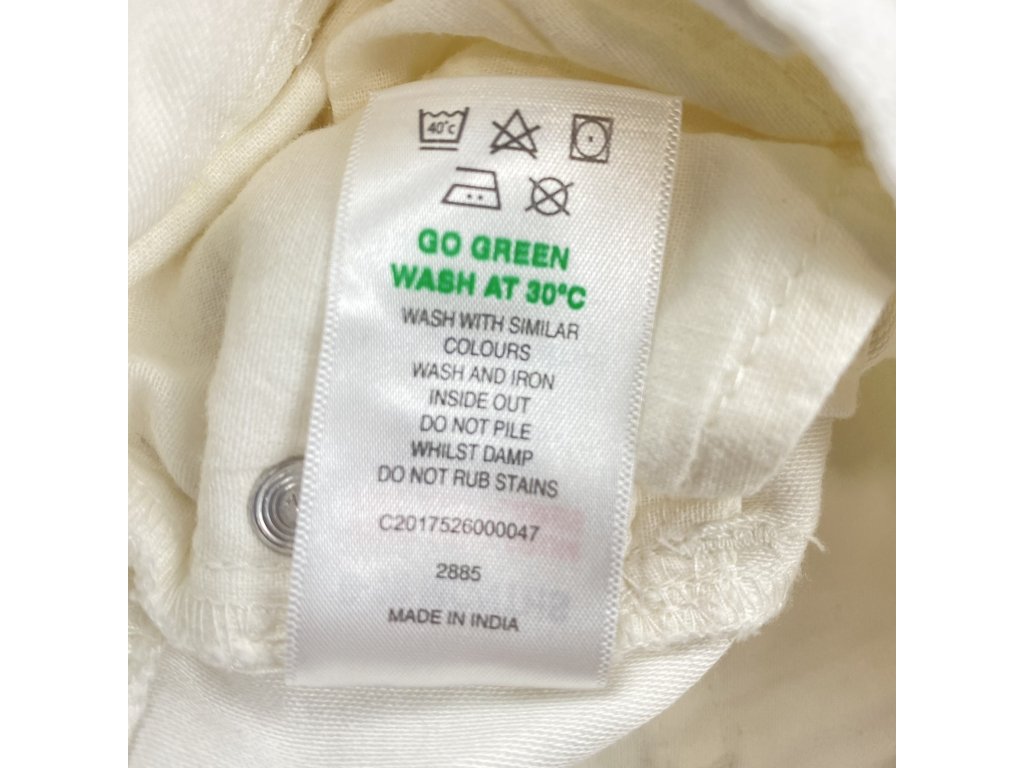 40°c
GO GREEN
WASH AT 30°C
WASH WITH SIMILAR
COLOURS
WASH AND IRON
INSIDE OUT
DO NOT PILE
WHILST DAMP
DO NOT RUB STAINS
C2017526000047
2885
MADE IN INDIA